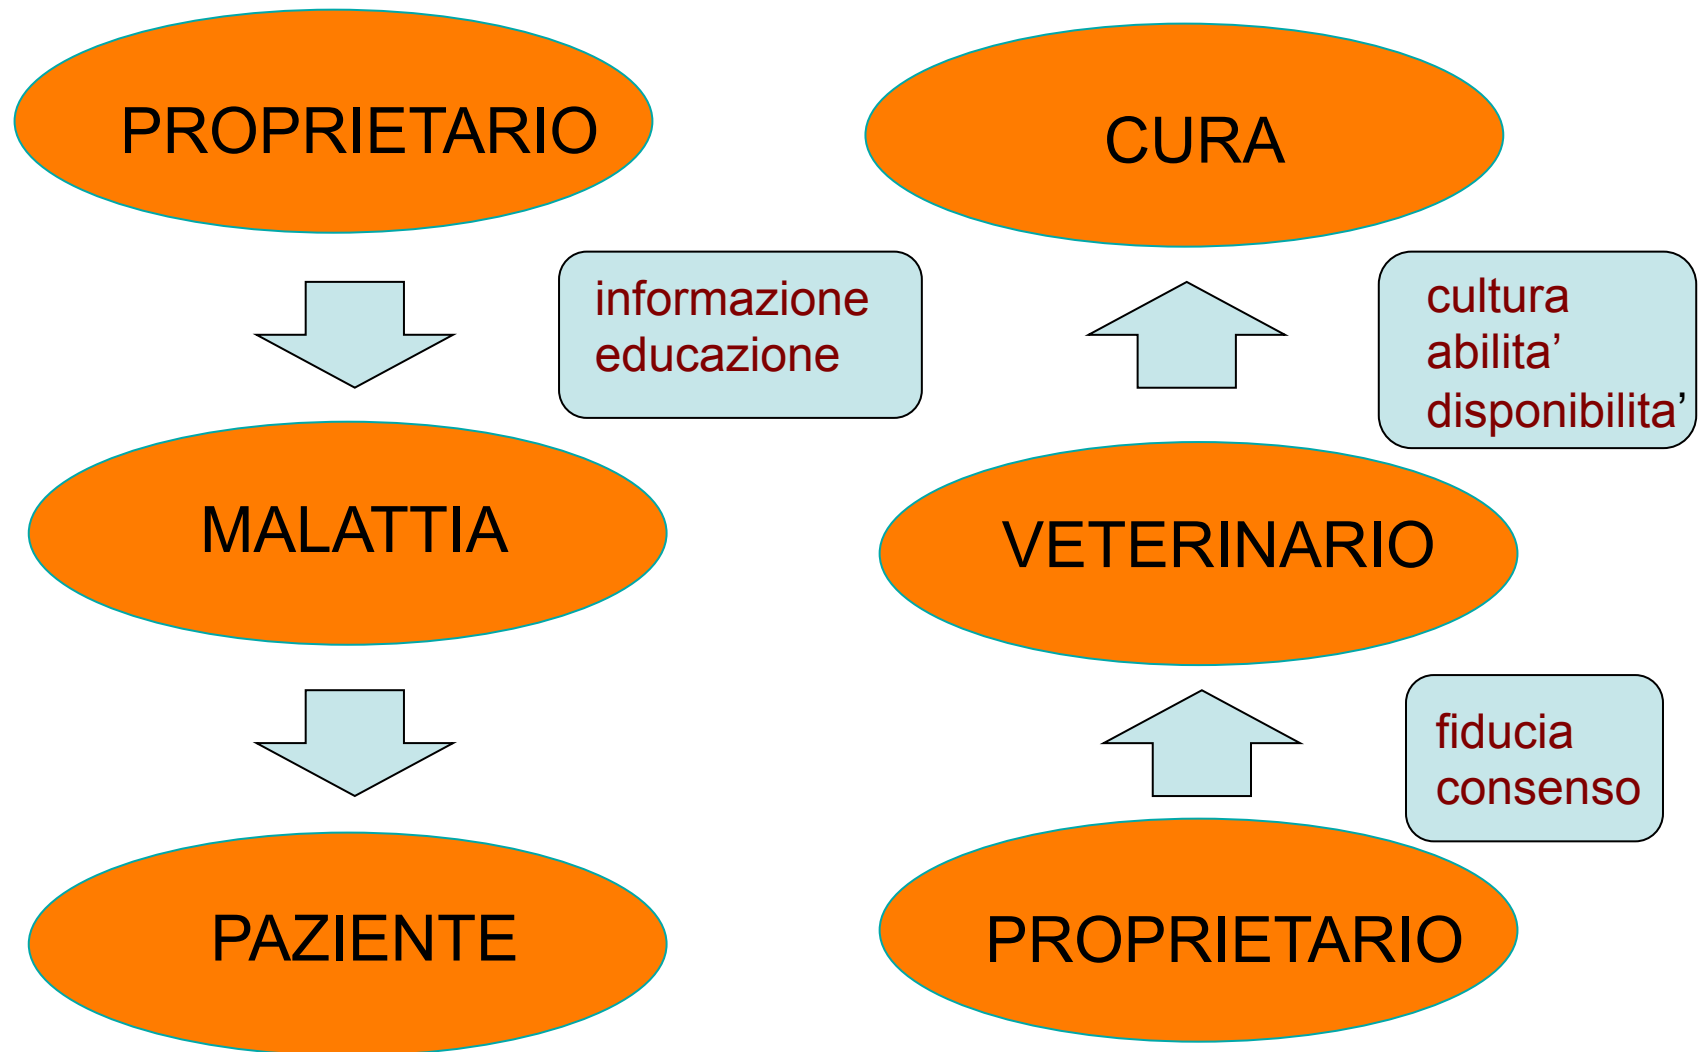 PROPRIETARIO
CURA
informazione
educazione
cultura
abilita’
disponibilita’
MALATTIA
VETERINARIO
fiducia
consenso
PAZIENTE
PROPRIETARIO